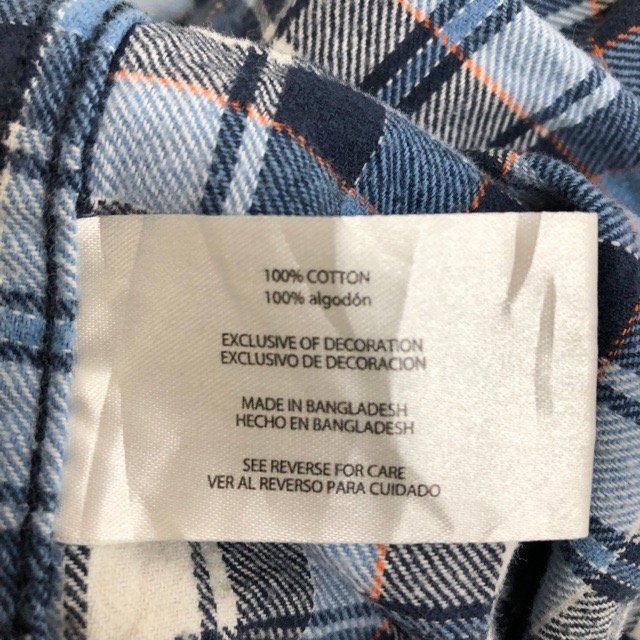 100% COTTON
100% algodón
EXCLUSIVE OF DECORATION
EXCLUSIVO DE DECORACION
MADE IN BANGLADESH
HECHO EN BANGLADESH
SEE REVERSE FOR CARE
VER AL REVERSO PARA CUIDADO